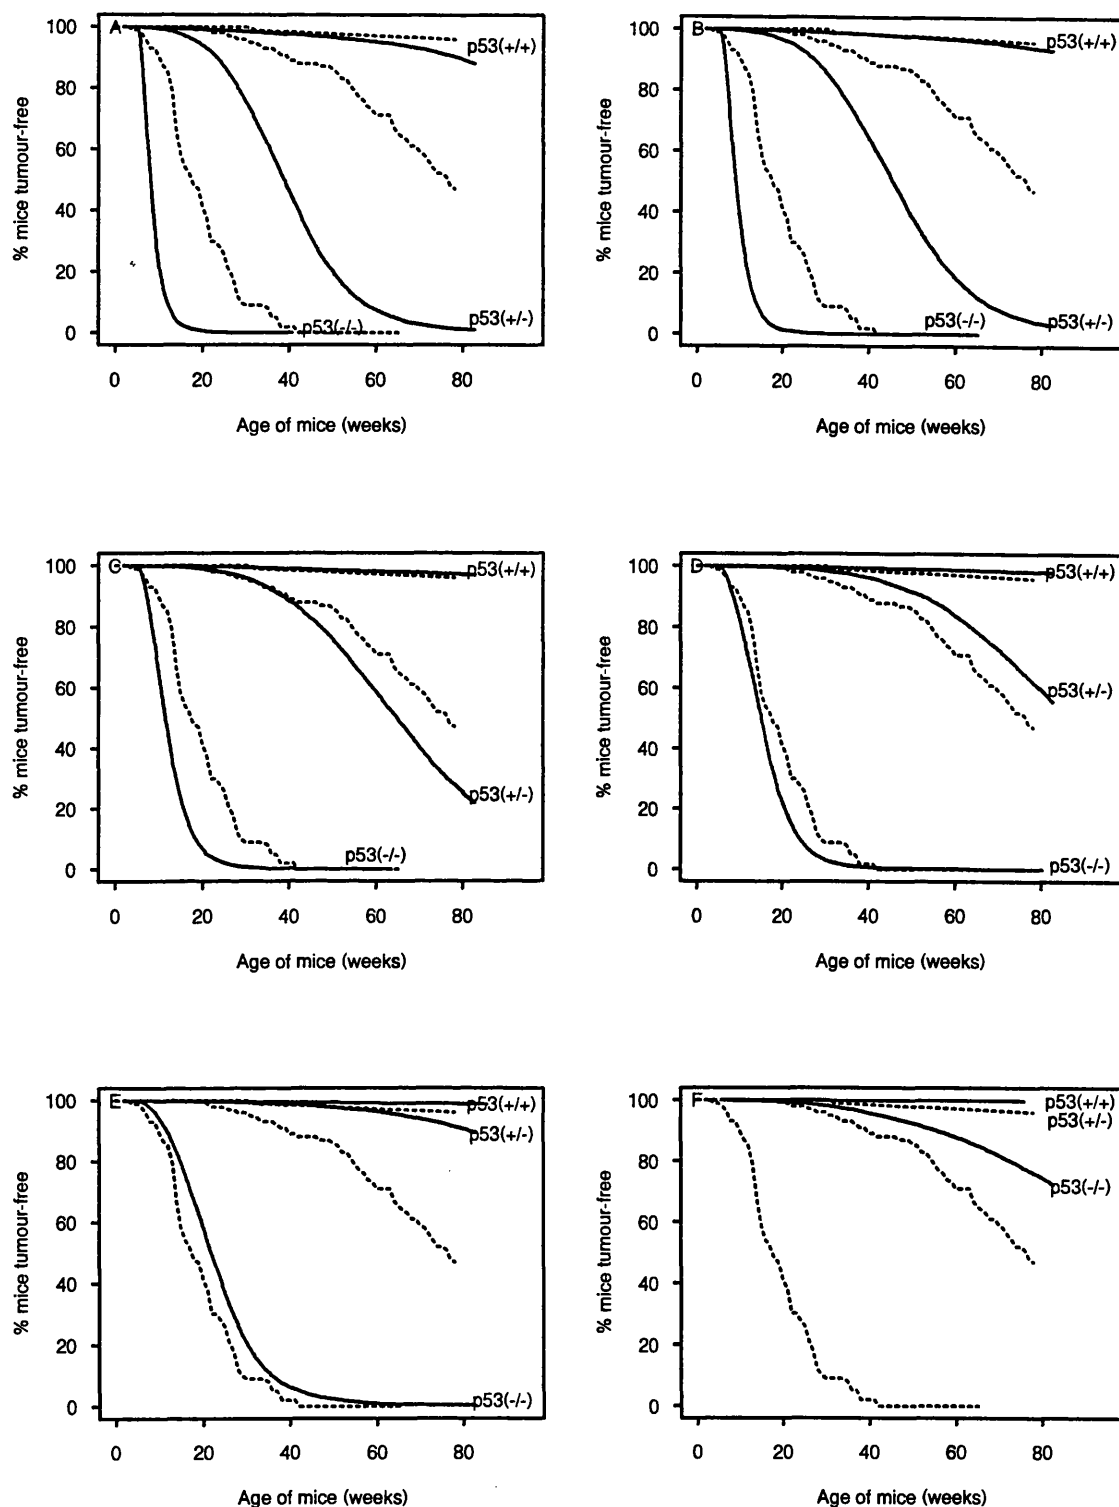 A
100
80
60
40
20
0
% mice tumour-free
p53(+/+)
p53(+/-)
p53(-/-)
0 20 40 60 80
Age of mice (weeks)
B
100
80
60
40
20
0
% mice tumour-free
p53(+/+)
p53(-/-)
p53(+/-)
0 20 40 60 80
Age of mice (weeks)
C
100
80
60
40
20
0
% mice tumour-free
p53(+/+)
p53(+/-)
p53(-/-)
0 20 40 60 80
Age of mice (weeks)
D
100
80
60
40
20
0
% mice tumour-free
p53(+/+)
p53(+/-)
p53(-/-)
0 20 40 60 80
Age of mice (weeks)
E
100
80
60
40
20
0
% mice tumour-free
p53(+/+)
p53(+/-)
p53(-/-)
0 20 40 60 80
Age of mice (weeks)
F
100
80
60
40
20
0
% mice tumour-free
p53(+/+)
p53(+/-)
p53(-/-)
0 20 40 60 80
Age of mice (weeks)